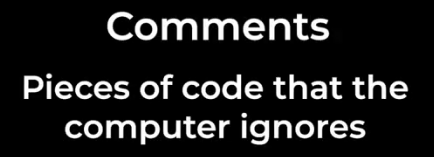 Comments
Pieces of code that the
computer ignores